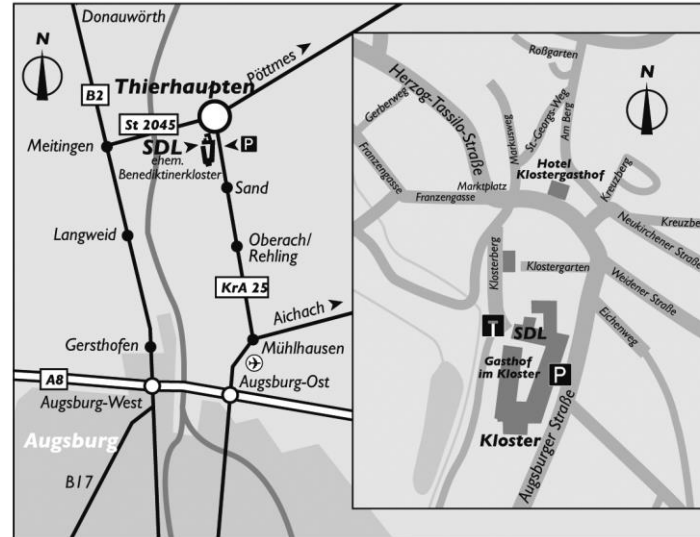 Donauwörth
N
B2
Thierhaupten
Pöttmes
St 2045
Meitingen
SDL
P
ehem.
Benediktinerkloster
Sand
Langweid
Oberach/
Rehling
KrA 25
Aichach
Gersthofen
Mühlhausen
A8
Augsburg-West
Augsburg-Ost
Augsburg
B17
N
Roßgarten
Herzog-Tassilo-Straße
Gerberweg
Markusweg
St-Georgs-Weg
Am Berg
Hotel
Klostergasthof
Franzengasse
Marktplatz
Franzengasse
Kreuzberg
Kreuzbe
Neukirchener Straße
Klosterberg
Klostergarten
Weidener Straße
Eichenweg
T
SDL
Gasthof
im Kloster
P
Kloster
Augsburger Straße